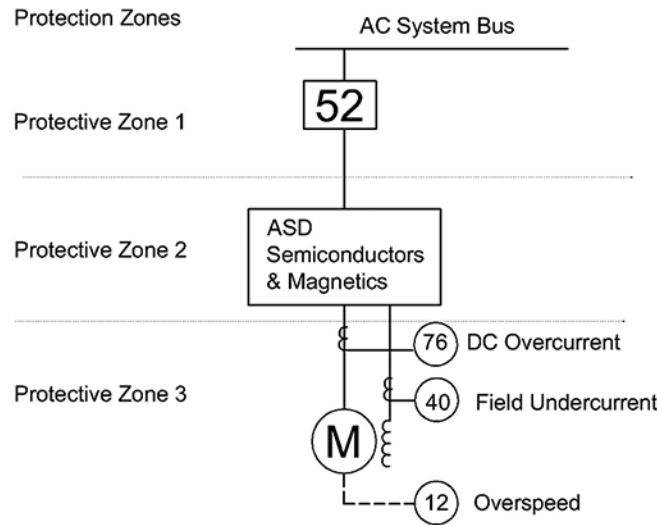 Protection Zones
AC System Bus
52
Protective Zone 1
ASD
Semiconductors
& Magnetics
Protective Zone 2
76 DC Overcurrent
Protective Zone 3
40 Field Undercurrent
M
12 Overspeed